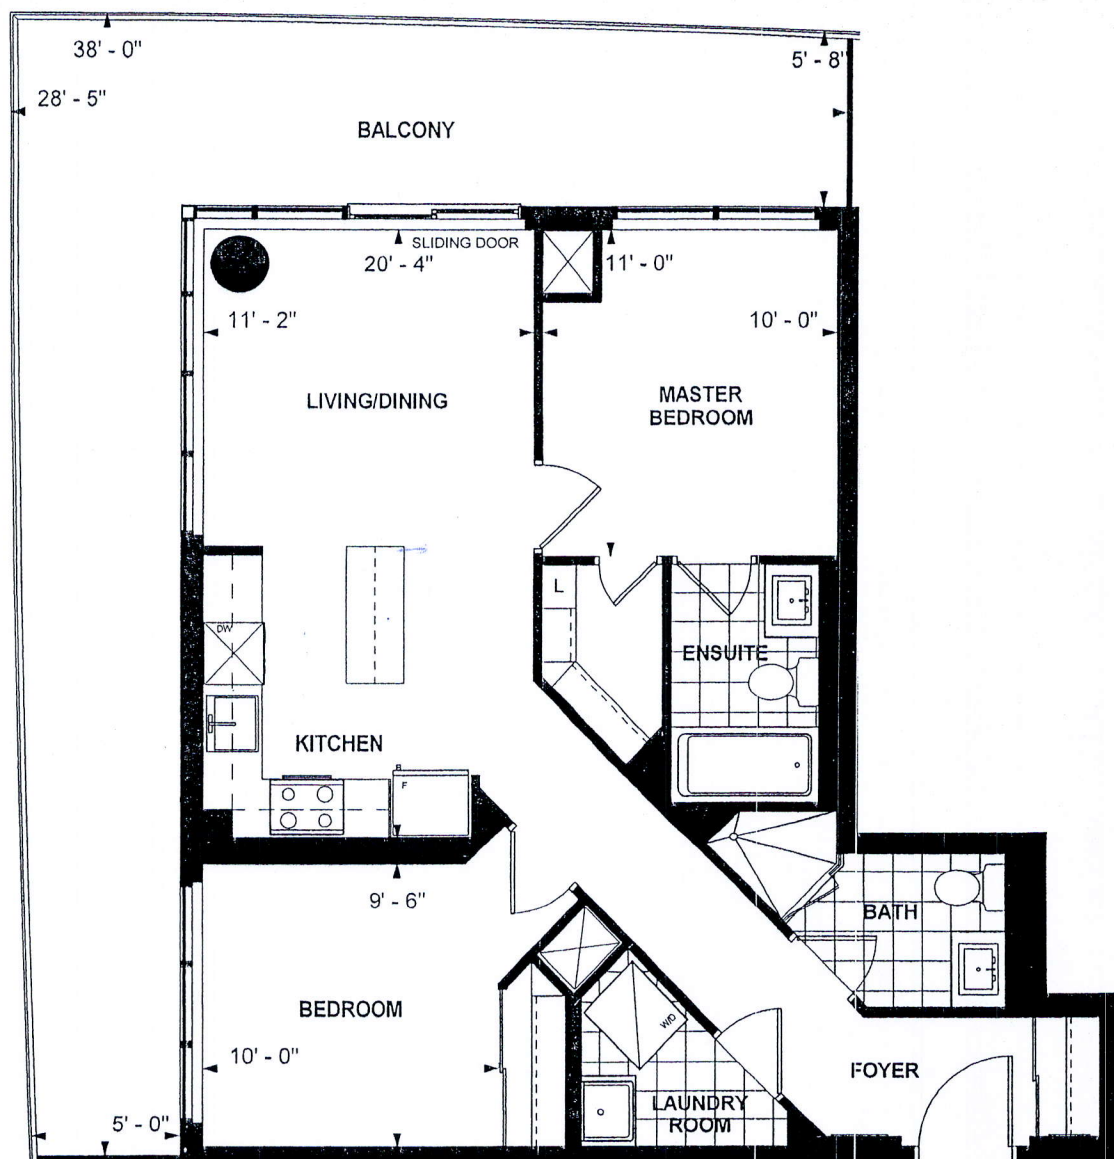 38' - 0"
5' - 8"
28' - 5"
BALCONY
SLIDING DOOR
20' - 4"
11' - 0"
11' - 2"
10' - 0"
LIVING/DINING
MASTER
BEDROOM
L
DW
ENSUITE
KITCHEN
R
F
9' - 6"
BATH
BEDROOM
W/D
10' - 0"
FOYER
LAUNDRY
ROOM
5' - 0"